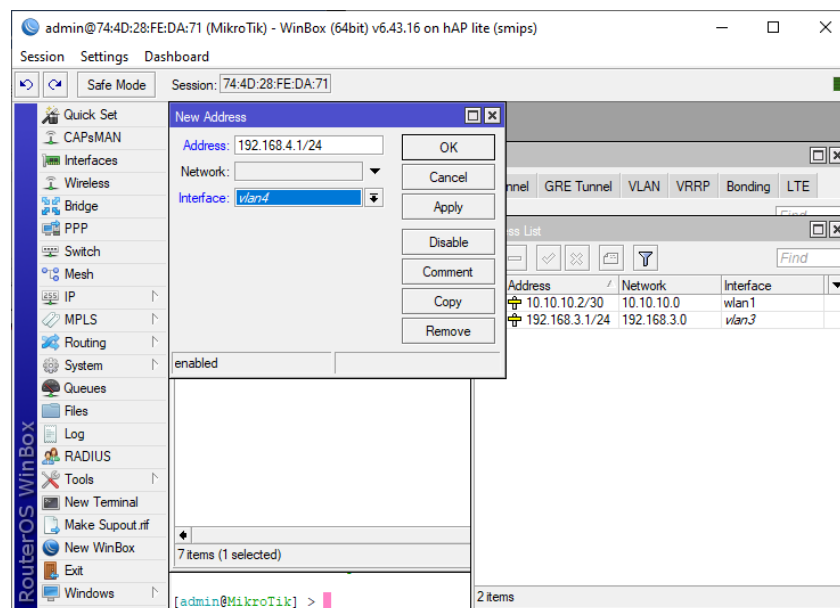 admin@74:4D:28:FE:DA:71 (MikroTik) - WinBox (64bit) v6.43.16 on hAP lite (smips)
Session Settings Dashboard
Safe Mode Session: 74:4D:28:FE:DA:71
RouterOS WinBox
Quick Set
CAPsMAN
Interfaces
Wireless
Bridge
PPP
Switch
Mesh
IP
MPLS
Routing
System
Queues
Files
Log
RADIUS
Tools
New Terminal
Make Supout.rif
New WinBox
Exit
Windows
New Address
Address: 192.168.4.1/24
Network:
Interface: vlan4
OK
Cancel
Apply
Disable
Comment
Copy
Remove
enabled
nnel GRE Tunnel VLAN VRRP Bonding LTE
Find
ess List
Find
Address Network Interface
10.10.10.2/30 10.10.10.0 wlan1
192.168.3.1/24 192.168.3.0 vlan3
7 items (1 selected)
[admin@MikroTik] >
2 items